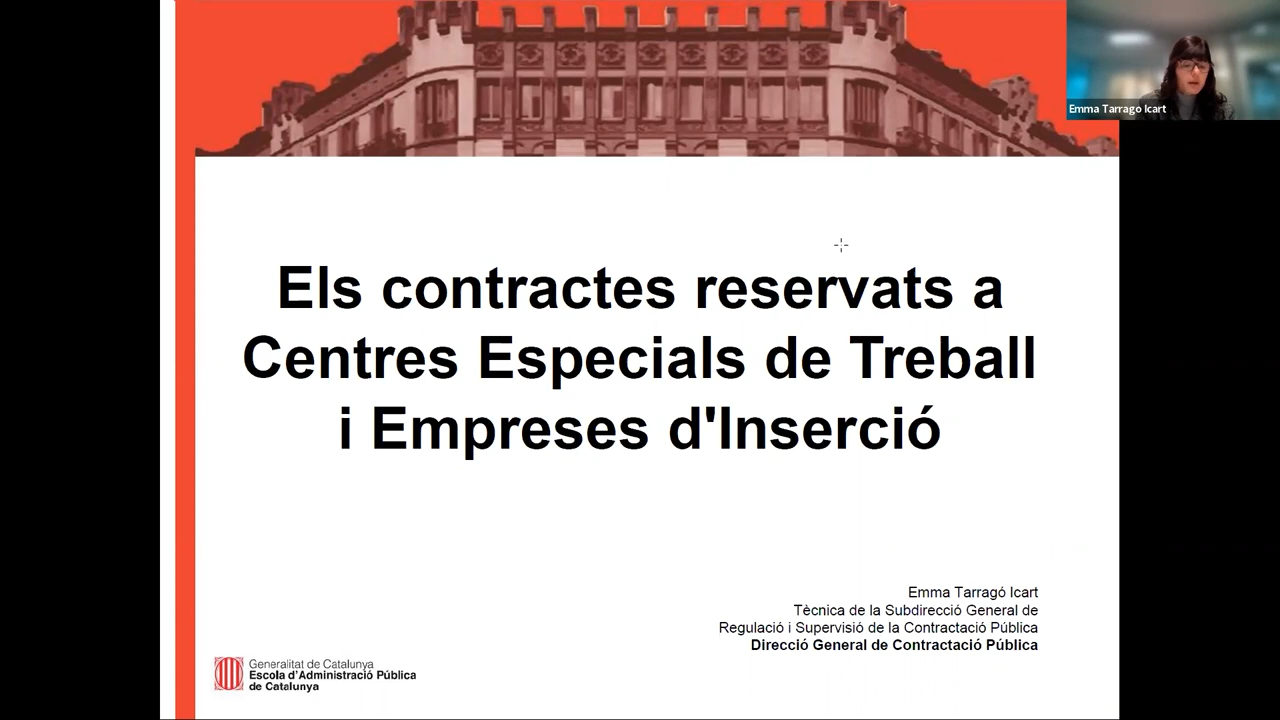 Emma Tarrago Icart
Els contractes reservats a
Centres Especials de Treball
i Empreses d'Inserció
Emma Tarragó Icart
Tècnica de la Subdirecció General de
Regulació i Supervisió de la Contractació Pública
Direcció General de Contractació Pública
Generalitat de Catalunya
Escola d'Administració Pública
de Catalunya